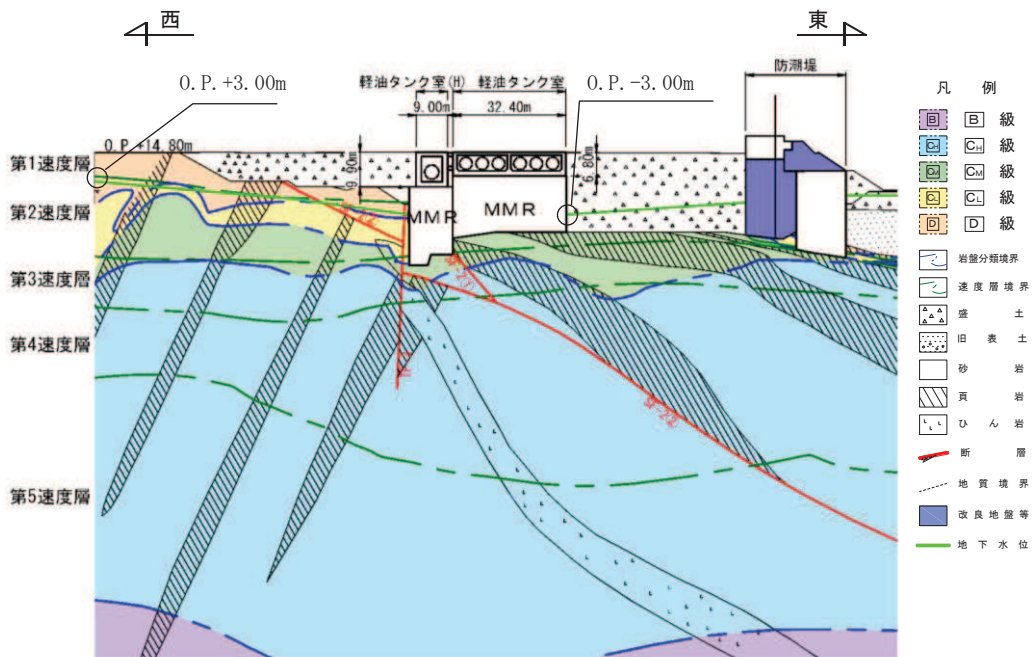 西
東
O.P.+3.00m
軽油タンク室(H) 軽油タンク室
O.P.-3.00m
防潮堤
9.00m
32.40m
O.P.+14.80m
9.90m
6.80m
MMR
MMR
第1速度層
第2速度層
第3速度層
第4速度層
第5速度層
凡 例
B B 級
CH CH 級
CM CM 級
CL CL 級
D D 級
岩盤分類境界
速度層境界
盛 土
旧 表 土
砂 岩
頁 岩
ひ ん 岩
断 層
地 質 境 界
改 良 地 盤 等
地 下 水 位